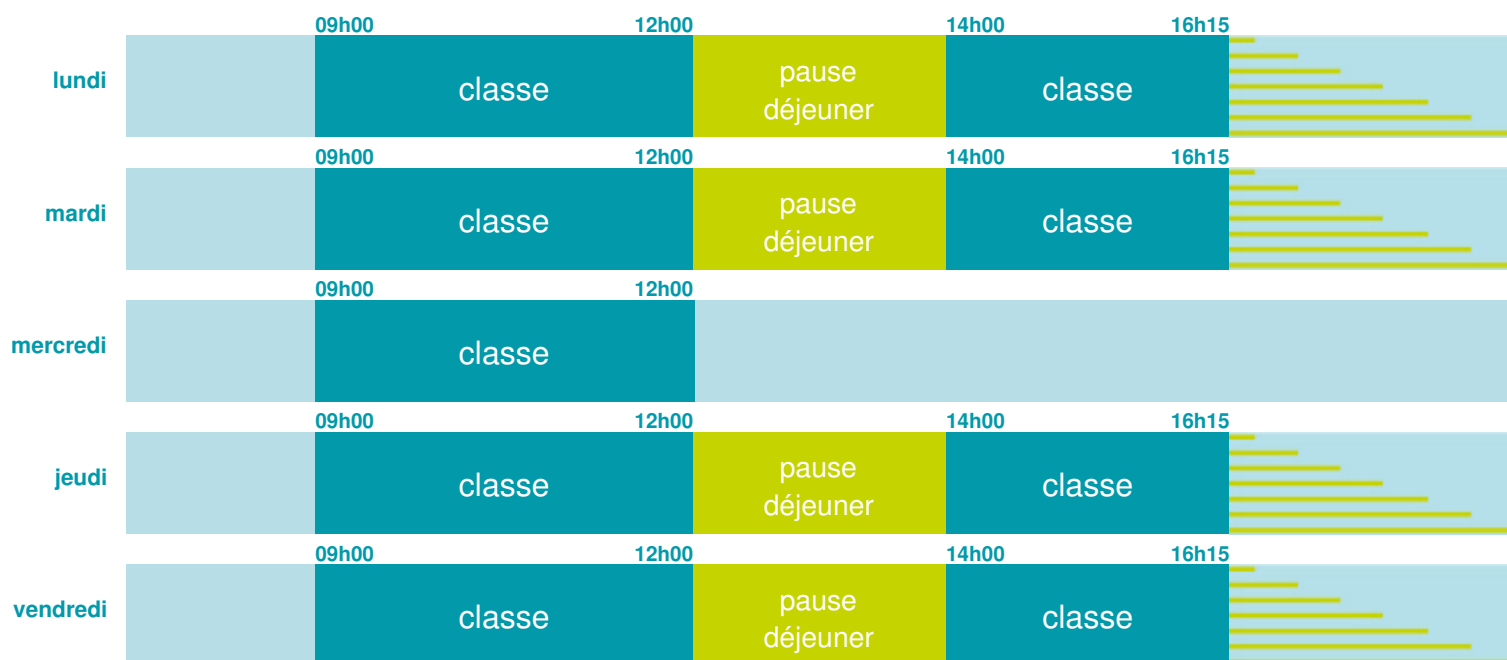 09h00 12h00 14h00 16h15
lundi classe pause déjeuner classe
09h00 12h00 14h00 16h15
mardi classe pause déjeuner classe
09h00 12h00
mercredi classe
09h00 12h00 14h00 16h15
jeudi classe pause déjeuner classe
09h00 12h00 14h00 16h15
vendredi classe pause déjeuner classe